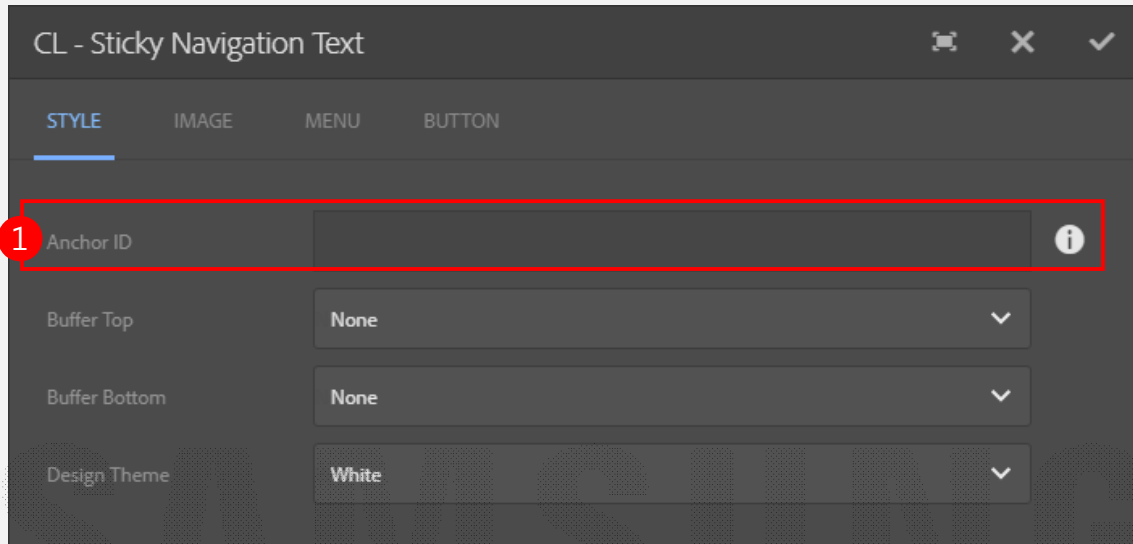 CL - Sticky Navigation Text
STYLE IMAGE MENU BUTTON
1 Anchor ID
Buffer Top None
Buffer Bottom None
Design Theme White
SAMSUNG